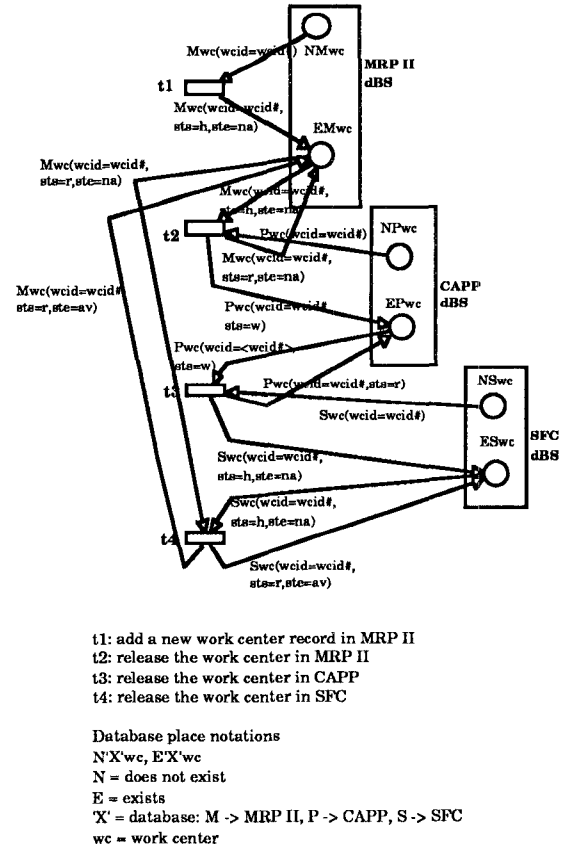 Mwc(wcid=wcid#)
NMwc
MRP II
dBS
t1
Mwc(wcid=wcid#,
sts=h,ste=na)
EMwc
Mwc(wcid=wcid#,
sts=r,ste=na)
Mwc(wcid=wcid#,
sts=h,ste=na)
t2
Pwc(wcid=wcid#)
NPwc
Mwc(wcid=wcid#,
sts=r,ste=na)
CAPP
dBS
Mwc(wcid=wcid#
sts=r,ste=av)
Pwc(wcid=wcid#
sts=w)
EPwc
Pwc(wcid=<wcid#>,
sts=w)
t3
Pwc(wcid=wcid#,sts=r)
NSwc
Swc(wcid=wcid#)
SFC
dBS
ESwc
Swc(wcid=wcid#,
sts=h,ste=na)
Swc(wcid=wcid#,
sts=h,ste=na)
t4
Swc(wcid=wcid#,
sts=r,ste=av)
t1: add a new work center record in MRP II
t2: release the work center in MRP II
t3: release the work center in CAPP
t4: release the work center in SFC
Database place notations
N'X'wc, E'X'wc
N = does not exist
E = exists
'X' = database: M -> MRP II, P -> CAPP, S -> SFC
wc = work center